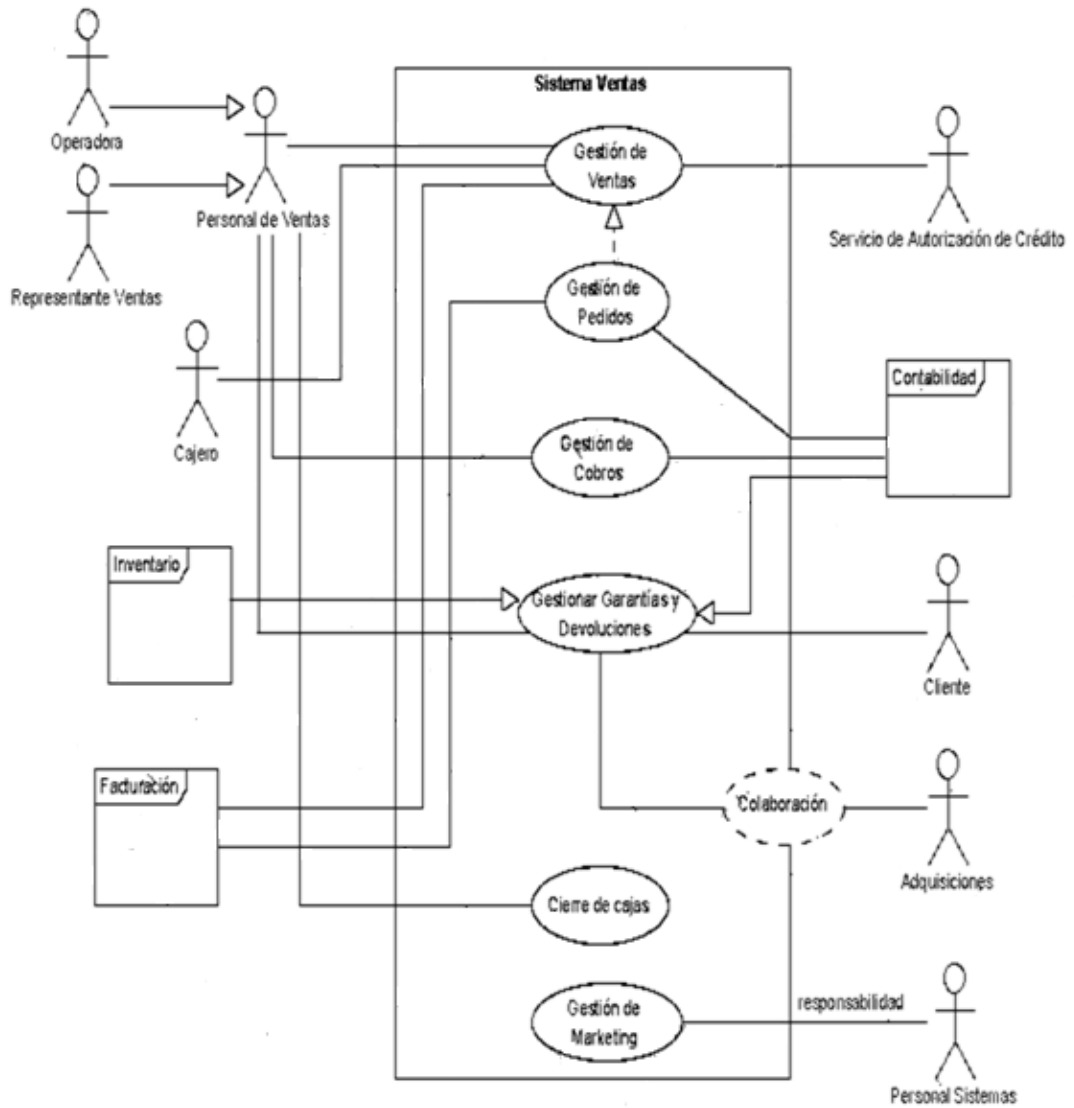 Sistema Ventas
Operadora
Gestión de
Ventas
Personal de Ventas
Servicio de Autorización de Crédito
Representante Ventas
Gestión de
Pedidos
Contabilidad
Cajero
Gestión de
Cobros
Inventario
Gestionar Garantías y
Devoluciones
Cliente
Facturación
Colaboración
Adquisiciones
Cierre de cajas
Gestión de
Marketing
responsabilidad
Personal Sistemas